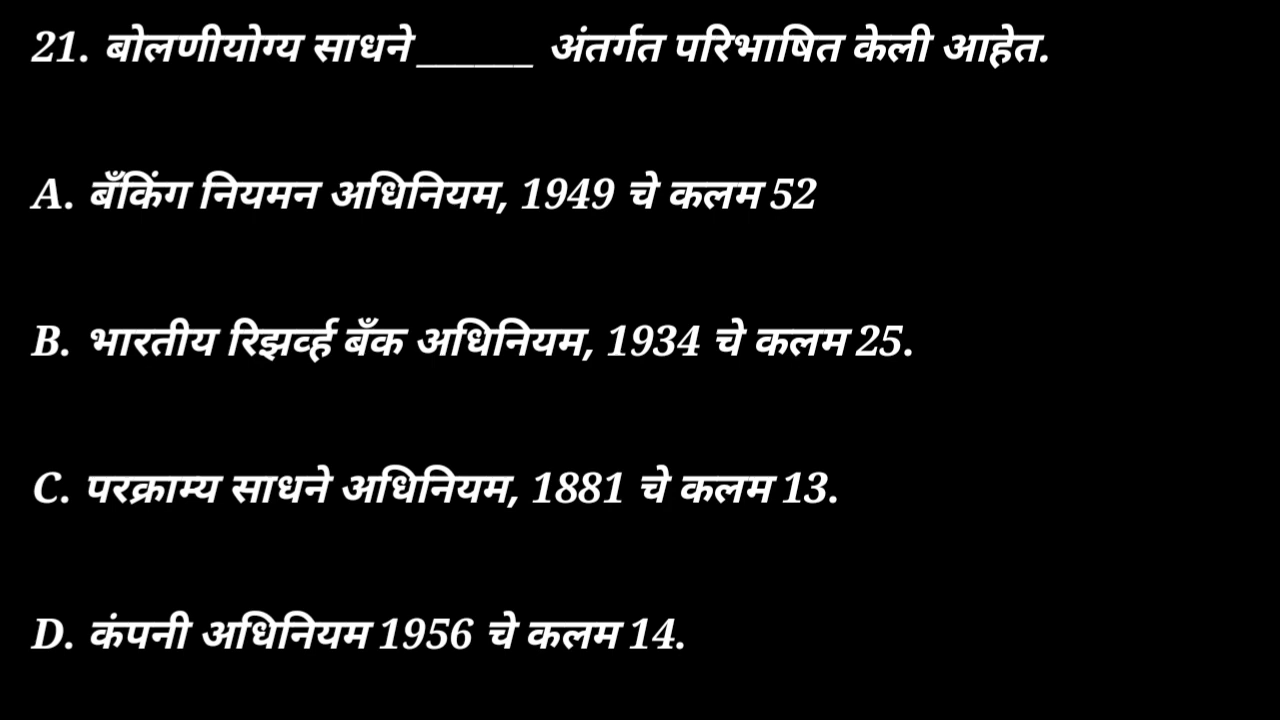 21. बोलणीयोग्य साधने______ अंतर्गत परिभाषित केली आहेत.
A. बँकिंग नियमन अधिनियम, 1949 चे कलम 52
B. भारतीय रिझर्व्ह बँक अधिनियम, 1934 चे कलम 25.
C. परक्राम्य साधने अधिनियम, 1881 चे कलम 13.
D. कंपनी अधिनियम 1956 चे कलम 14.